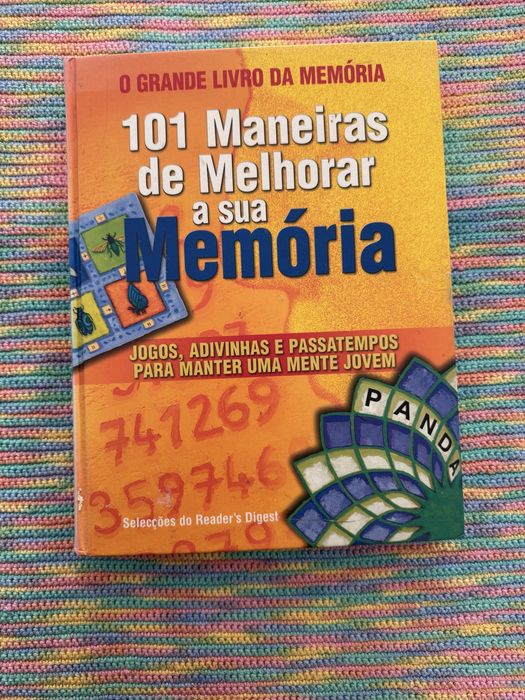 O GRANDE LIVRO DA MEMÓRIA
101 Maneiras
de Melhorar
a sua
Memória
JOGOS, ADIVINHAS E PASSATEMPOS
PARA MANTER UMA MENTE JOVEM
741269
PANDA
359746
Selecções do Reader's Digest